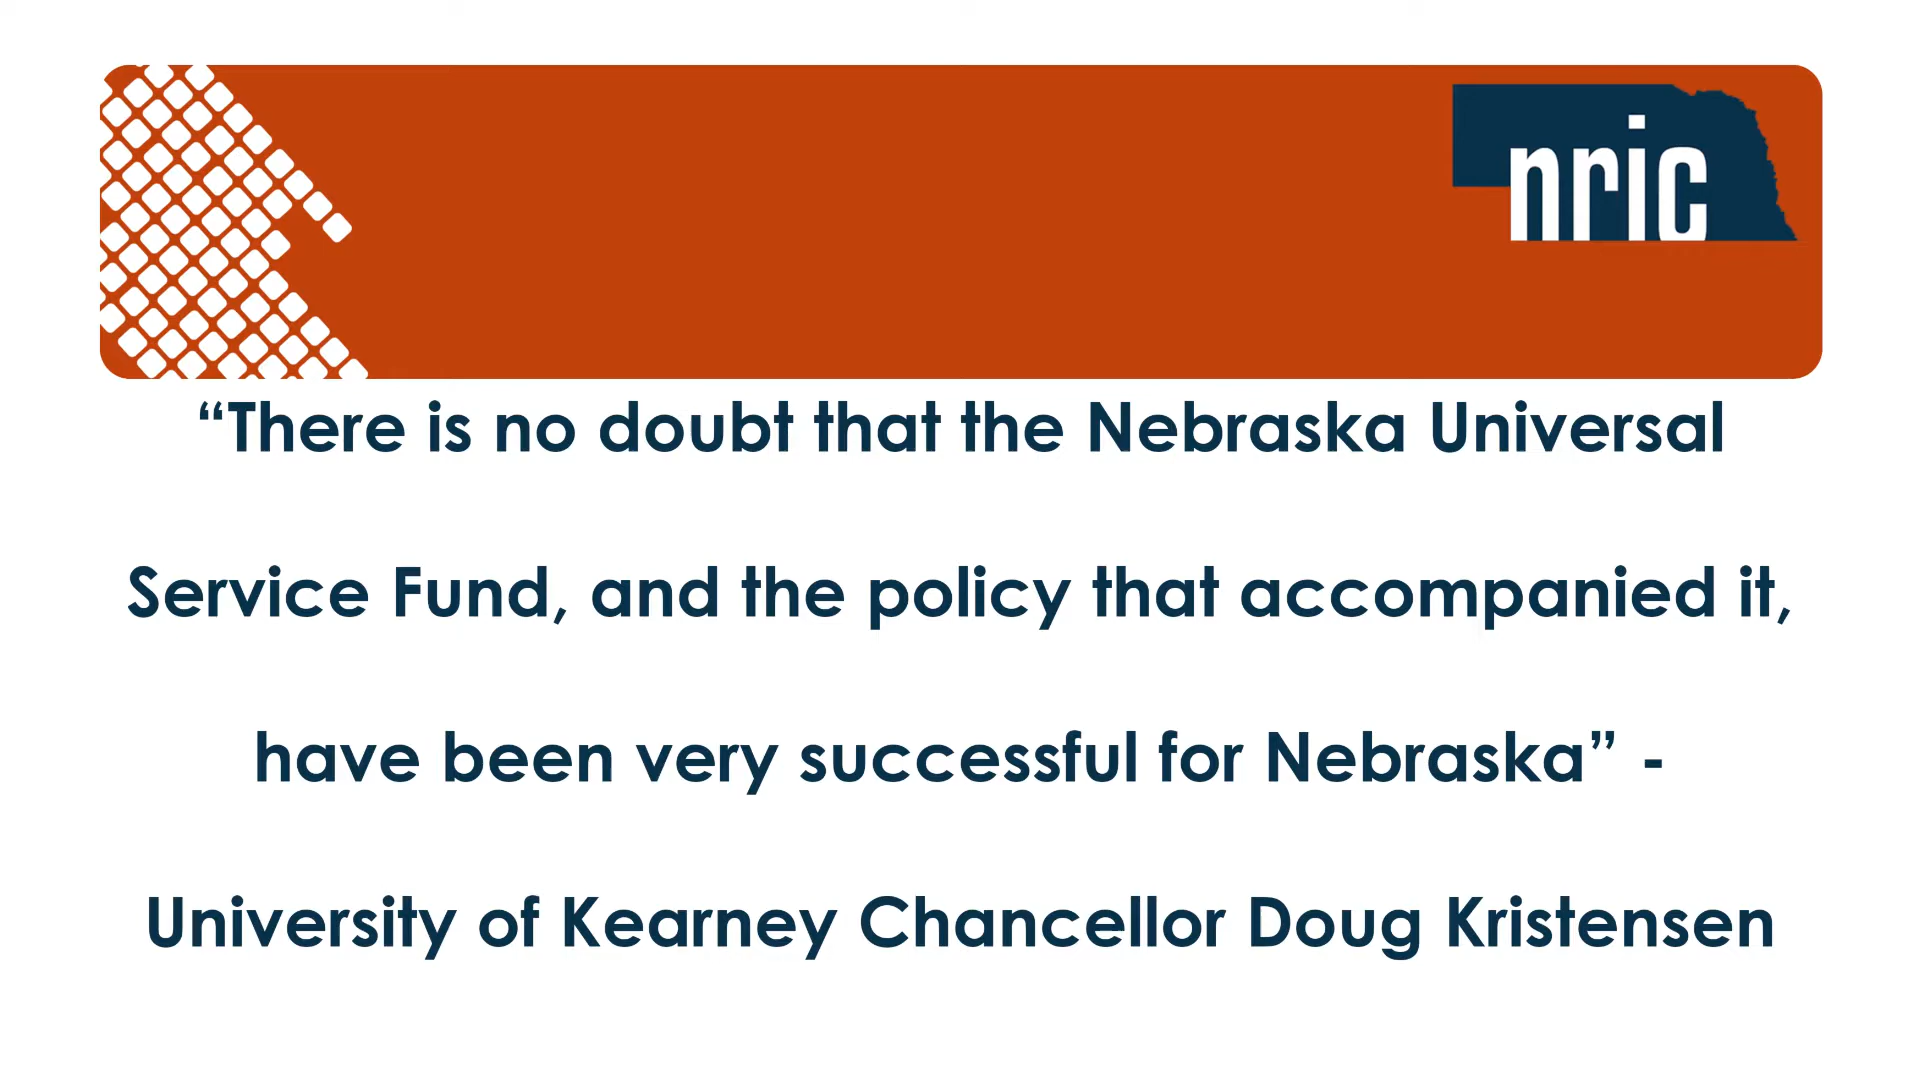 nric
“There is no doubt that the Nebraska Universal
Service Fund, and the policy that accompanied it,
have been very successful for Nebraska” -
University of Kearney Chancellor Doug Kristensen